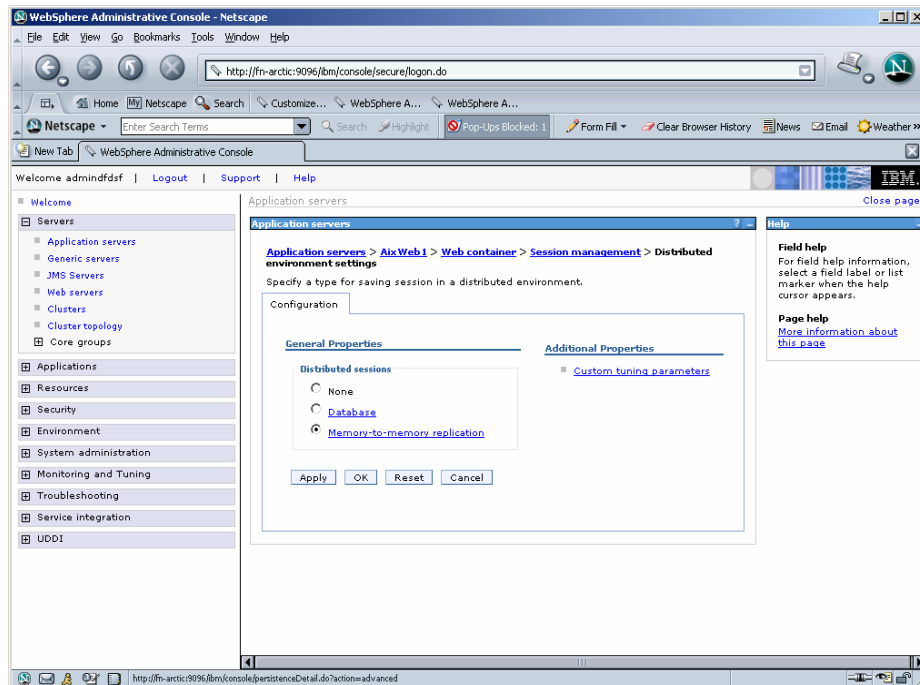 WebSphere Administrative Console - Netscape
File Edit View Go Bookmarks Tools Window Help
http://fn-arctic:9096/ibm/console/secure/logon.do
Home My Netscape Search Customize... WebSphere A... WebSphere A...
Netscape Enter Search Terms Search Highlight Pop-Ups Blocked: 1 Form Fill Clear Browser History News Email Weather
New Tab WebSphere Administrative Console
Welcome admindfdsf | Logout | Support | Help IBM.
Welcome
Servers
Application servers
Generic servers
JMS Servers
Web servers
Clusters
Cluster topology
Core groups
Applications
Resources
Security
Environment
System administration
Monitoring and Tuning
Troubleshooting
Service integration
UDDI
Application servers Close page
Application servers ? -
Application servers > AixWeb1 > Web container > Session management > Distributed
environment settings
Specify a type for saving session in a distributed environment.
Configuration
General Properties
Distributed sessions
None
Database
Memory-to-memory replication
Apply OK Reset Cancel
Additional Properties
Custom tuning parameters
Help
Field help
For field help information,
select a field label or list
marker when the help
cursor appears.
Page help
More information about
this page
http://fn-arctic:9096/ibm/console/persistenceDetail.do?action=advanced